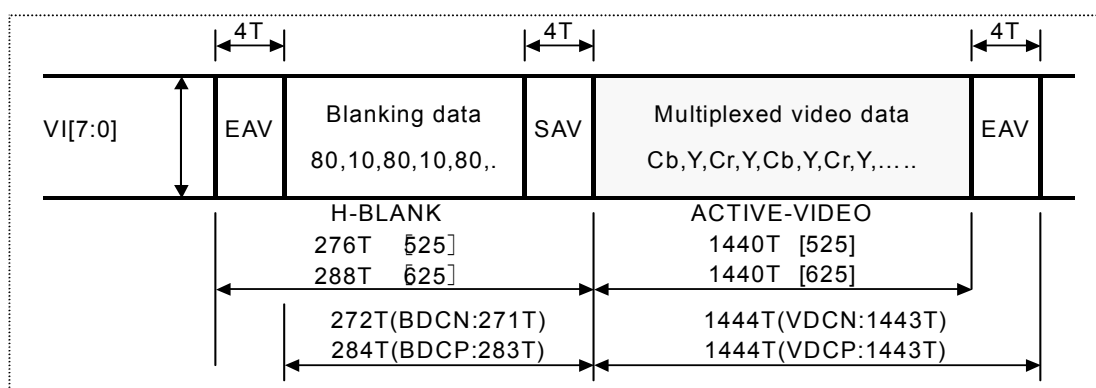 4T 4T 4T
VI[7:0] EAV Blanking data SAV Multiplexed video data EAV
80,10,80,10,80,. Cb,Y,Cr,Y,Cb,Y,Cr,Y,…..
H-BLANK ACTIVE-VIDEO
276T [525] 1440T [525]
288T [625] 1440T [625]
272T(BDCN:271T) 1444T(VDCN:1443T)
284T(BDCP:283T) 1444T(VDCP:1443T)